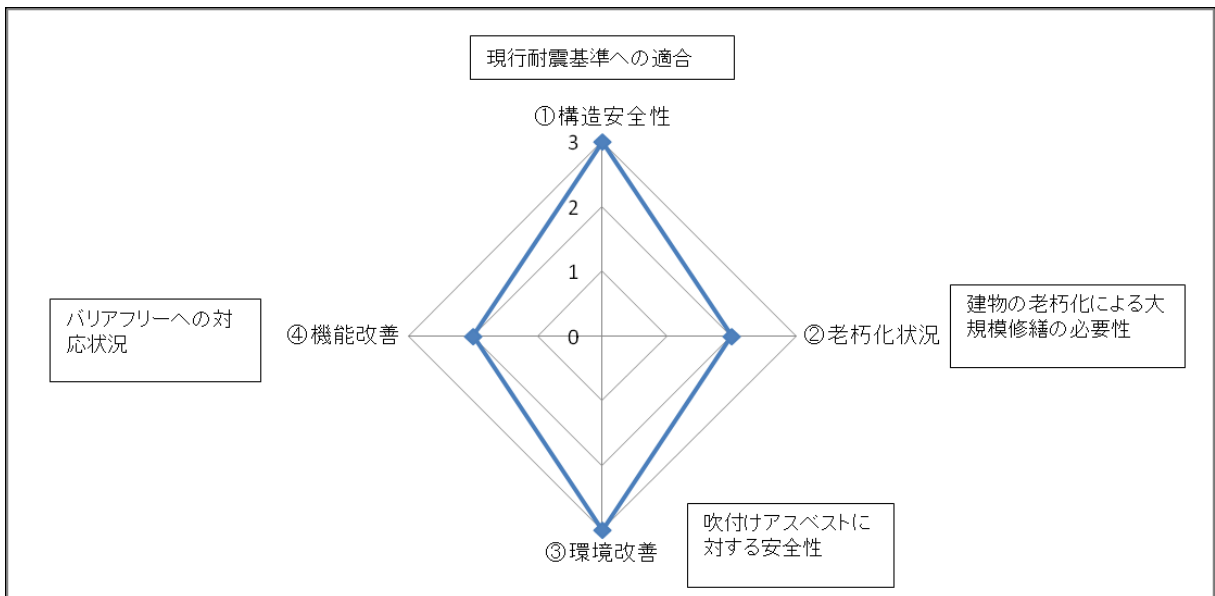 現行耐震基準への適合
①構造安全性
3
2
1
0
バリアフリーへの対
応状況
④機能改善
②老朽化状況
建物の老朽化による大
規模修繕の必要性
③環境改善
吹付けアスベストに
対する安全性